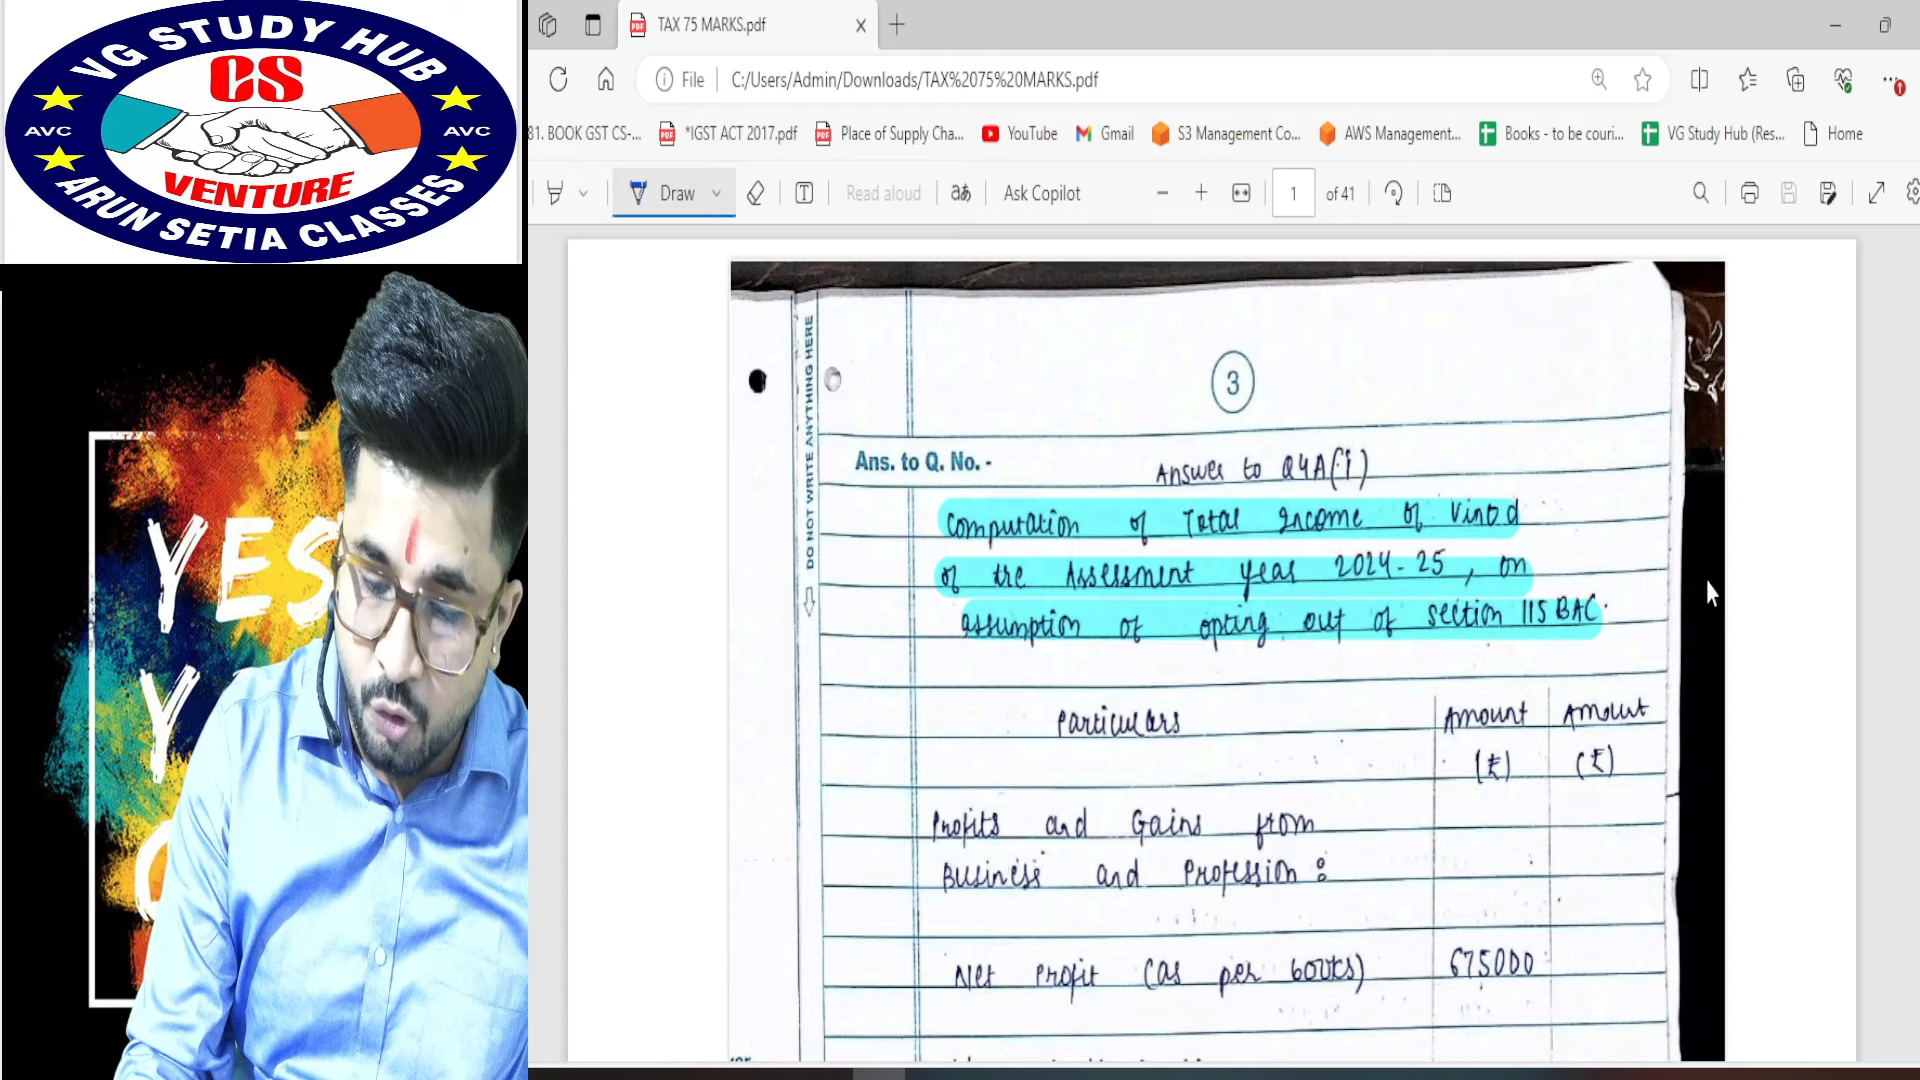 VG STUDY HUB
CS
AVC
AVC
VENTURE
ARUN SETIA CLASSES
YES
Y
TAX 75 MARKS.pdf
File
C:/Users/Admin/Downloads/TAX%2075%20MARKS.pdf
31. BOOK GST CS-...
*IGST ACT 2017.pdf
Place of Supply Cha...
YouTube
Gmail
S3 Management Co...
AWS Management...
Books - to be couri...
VG Study Hub (Res...
Home
Draw
Read aloud
Ask Copilot
1 of 41
DO NOT WRITE ANYTHING HERE
3
Ans. to Q. No. -
Answer to Q4A(i)
Computation of Total Income of Vinod
of the Assessment year 2024-25, on
assumption of opting out of section 115BAC.
Particulars
Amount
Amount
(₹)
(₹)
Profits and Gains from
Business and Profession:
Net Profit (as per books)
675000